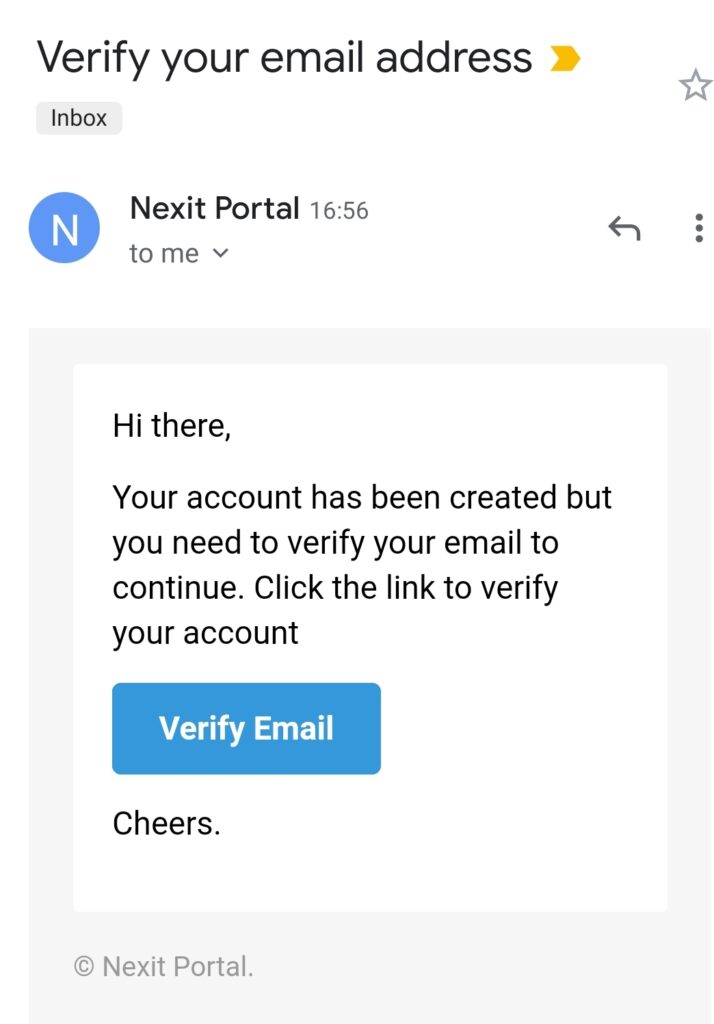 Verify your email address
Inbox
N
Nexit Portal 16:56
to me
Hi there,
Your account has been created but
you need to verify your email to
continue. Click the link to verify
your account
Verify Email
Cheers.
© Nexit Portal.